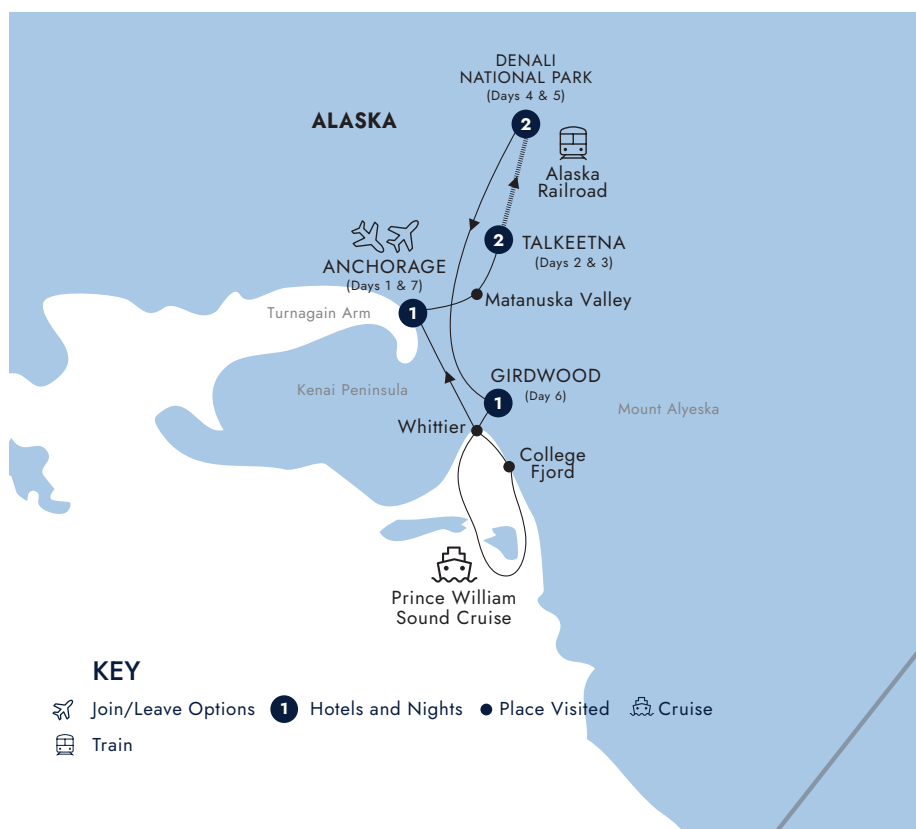 DENALI
NATIONAL PARK
(Days 4 & 5)
ALASKA
2
Alaska
Railroad
2
TALKEETNA
(Days 2 & 3)
ANCHORAGE
(Days 1 & 7)
Matanuska Valley
Turnagain Arm
1
Kenai Peninsula
GIRDWOOD
(Day 6)
1
Mount Alyeska
Whittier
College
Fjord
Prince William
Sound Cruise
KEY
Join/Leave Options 1 Hotels and Nights Place Visited Cruise
Train